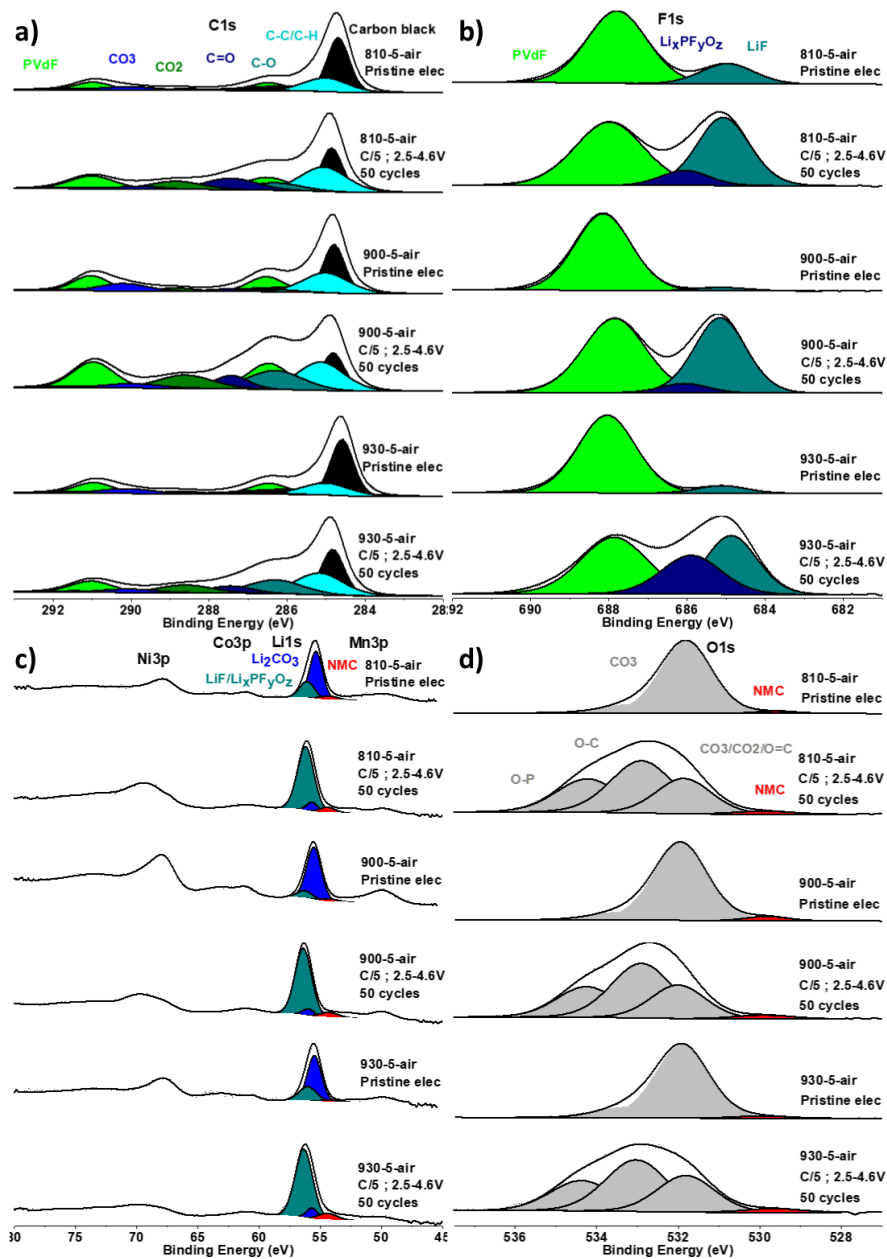 a)
C1s
C-C/C-H
Carbon black
PVdF
CO3
CO2
C=O
C-O
810-5-air
Pristine elec
810-5-air
C/5 ; 2.5-4.6V
50 cycles
900-5-air
Pristine elec
900-5-air
C/5 ; 2.5-4.6V
50 cycles
930-5-air
Pristine elec
930-5-air
C/5 ; 2.5-4.6V
50 cycles
292 290 288 286 284
Binding Energy (eV)
b)
F1s
PVdF
LixPFyOz
LiF
810-5-air
Pristine elec
810-5-air
C/5 ; 2.5-4.6V
50 cycles
900-5-air
Pristine elec
900-5-air
C/5 ; 2.5-4.6V
50 cycles
930-5-air
Pristine elec
930-5-air
C/5 ; 2.5-4.6V
50 cycles
690 688 686 684 682
Binding Energy (eV)
c)
Ni3p
Co3p
Li1s
Mn3p
Li2CO3
NMC
LiF/LixPFyOz
810-5-air
Pristine elec
810-5-air
C/5 ; 2.5-4.6V
50 cycles
900-5-air
Pristine elec
900-5-air
C/5 ; 2.5-4.6V
50 cycles
930-5-air
Pristine elec
930-5-air
C/5 ; 2.5-4.6V
50 cycles
75 70 65 60 55 50 45
Binding Energy (eV)
d)
O1s
CO3
NMC
810-5-air
Pristine elec
O-P
O-C
CO3/CO2/O=C
NMC
810-5-air
C/5 ; 2.5-4.6V
50 cycles
900-5-air
Pristine elec
900-5-air
C/5 ; 2.5-4.6V
50 cycles
930-5-air
Pristine elec
930-5-air
C/5 ; 2.5-4.6V
50 cycles
536 534 532 530 528
Binding Energy (eV)